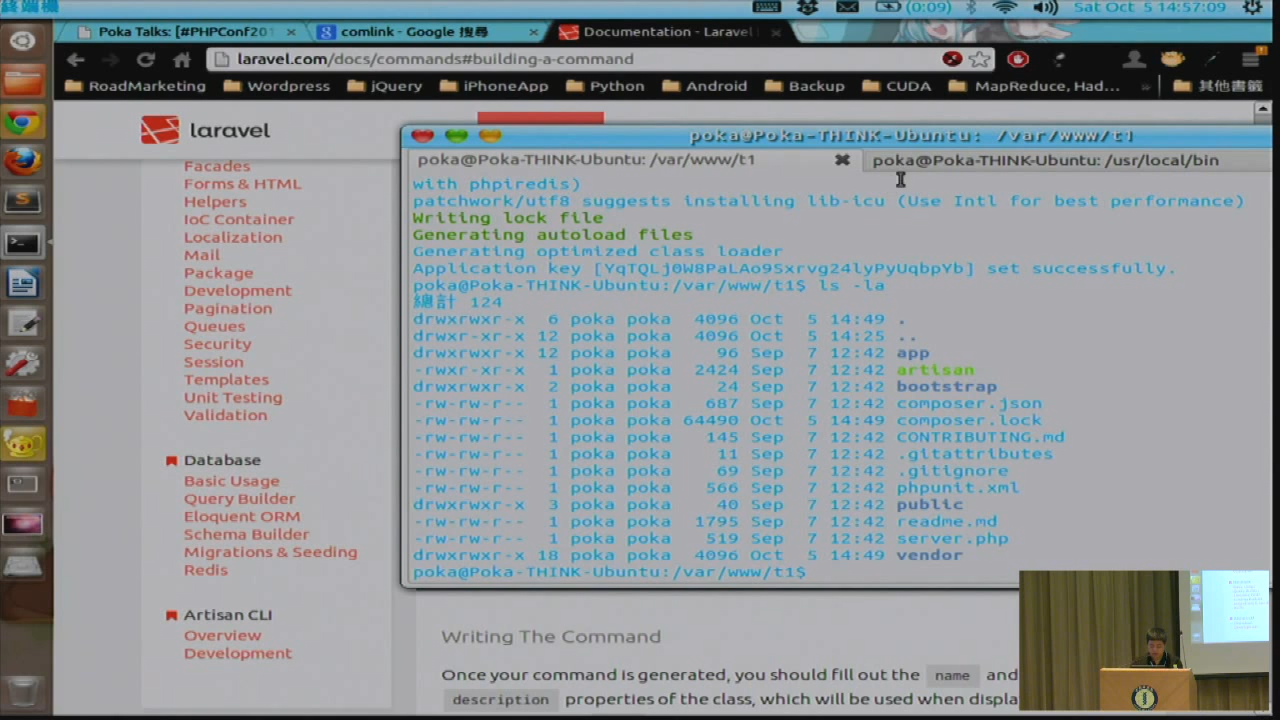 終端機
(0:09)
Sat Oct 5 14:57:09
Poka Talks: [#PHPConf201
comlink - Google 搜尋
Documentation - Laravel
laravel.com/docs/commands#building-a-command
RoadMarketing
Wordpress
jQuery
iPhoneApp
Python
Android
Backup
CUDA
MapReduce, Had...
其他書籤
laravel
Facades
Forms & HTML
Helpers
IoC Container
Localization
Mail
Package
Development
Pagination
Queues
Security
Session
Templates
Unit Testing
Validation
Database
Basic Usage
Query Builder
Eloquent ORM
Schema Builder
Migrations & Seeding
Redis
Artisan CLI
Overview
Development
poka@Poka-THINK-Ubuntu: /var/www/t1
poka@Poka-THINK-Ubuntu: /var/www/t1
poka@Poka-THINK-Ubuntu: /usr/local/bin
with phpiredis)
patchwork/utf8 suggests installing lib-icu (Use Intl for best performance)
Writing lock file
Generating autoload files
Generating optimized class loader
Application key [YqTQLj0W8PaLAo9Sxrvg24lyPyUqbpYb] set successfully.
poka@Poka-THINK-Ubuntu:/var/www/t1$ ls -la
總計 124
drwxrwxr-x 6 poka poka 4096 Oct 5 14:49 .
drwxr-xr-x 12 poka poka 4096 Oct 5 14:25 ..
drwxrwxr-x 12 poka poka 96 Sep 7 12:42 app
-rwxr-xr-x 1 poka poka 2424 Sep 7 12:42 artisan
drwxrwxr-x 2 poka poka 24 Sep 7 12:42 bootstrap
-rw-rw-r-- 1 poka poka 687 Sep 7 12:42 composer.json
-rw-rw-r-- 1 poka poka 64490 Oct 5 14:49 composer.lock
-rw-rw-r-- 1 poka poka 145 Sep 7 12:42 CONTRIBUTING.md
-rw-rw-r-- 1 poka poka 11 Sep 7 12:42 .gitattributes
-rw-rw-r-- 1 poka poka 69 Sep 7 12:42 .gitignore
-rw-rw-r-- 1 poka poka 566 Sep 7 12:42 phpunit.xml
drwxrwxr-x 3 poka poka 40 Sep 7 12:42 public
-rw-rw-r-- 1 poka poka 1795 Sep 7 12:42 readme.md
-rw-rw-r-- 1 poka poka 519 Sep 7 12:42 server.php
drwxrwxr-x 18 poka poka 4096 Oct 5 14:49 vendor
poka@Poka-THINK-Ubuntu:/var/www/t1$
Writing The Command
Once your command is generated, you should fill out the name and
description properties of the class, which will be used when displa